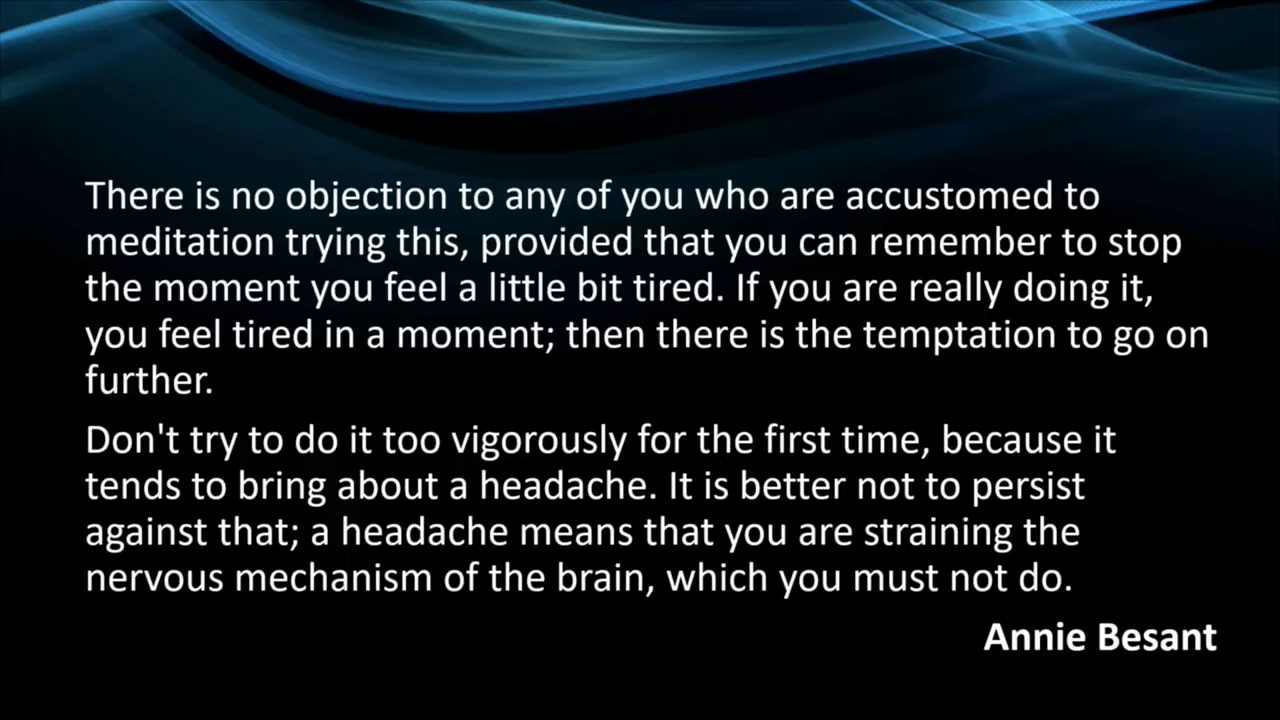 There is no objection to any of you who are accustomed to
meditation trying this, provided that you can remember to stop
the moment you feel a little bit tired. If you are really doing it,
you feel tired in a moment; then there is the temptation to go on
further.
Don't try to do it too vigorously for the first time, because it
tends to bring about a headache. It is better not to persist
against that; a headache means that you are straining the
nervous mechanism of the brain, which you must not do.
Annie Besant